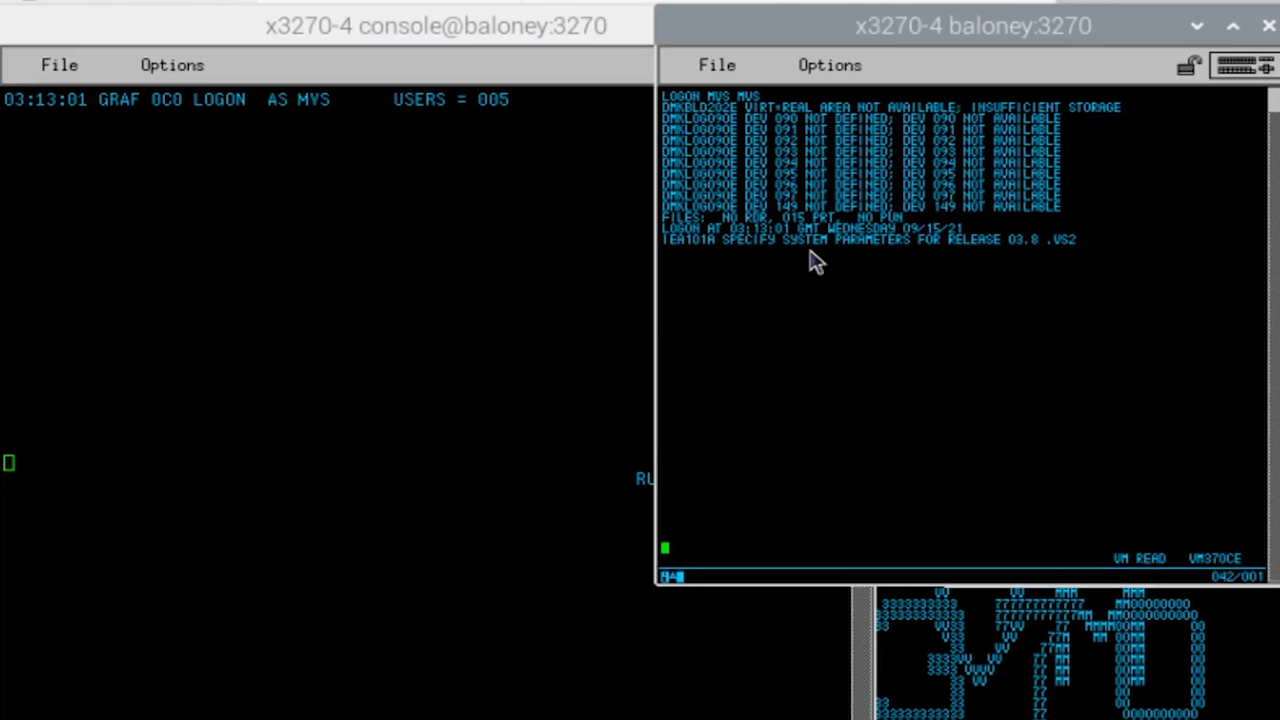 x3270-4 console@baloney:3270
File Options
03:13:01 GRAF 0C0 LOGON AS MVS USERS = 005
RU
x3270-4 baloney:3270
File Options
LOGON MVS MVS
DMKBLD202E VIRT=REAL AREA NOT AVAILABLE; INSUFFICIENT STORAGE
DMKLOG090E DEV 090 NOT DEFINED; DEV 090 NOT AVAILABLE
DMKLOG090E DEV 091 NOT DEFINED; DEV 091 NOT AVAILABLE
DMKLOG090E DEV 092 NOT DEFINED; DEV 092 NOT AVAILABLE
DMKLOG090E DEV 093 NOT DEFINED; DEV 093 NOT AVAILABLE
DMKLOG090E DEV 094 NOT DEFINED; DEV 094 NOT AVAILABLE
DMKLOG090E DEV 095 NOT DEFINED; DEV 095 NOT AVAILABLE
DMKLOG090E DEV 096 NOT DEFINED; DEV 096 NOT AVAILABLE
DMKLOG090E DEV 097 NOT DEFINED; DEV 097 NOT AVAILABLE
DMKLOG090E DEV 149 NOT DEFINED; DEV 149 NOT AVAILABLE
FILES: NO RDR, 015 PRT, NO PUN
LOGON AT 03:13:01 GMT WEDNESDAY 09/15/21
IEA101A SPECIFY SYSTEM PARAMETERS FOR RELEASE 03.8 .VS2
VM READ VM370CE
042/001